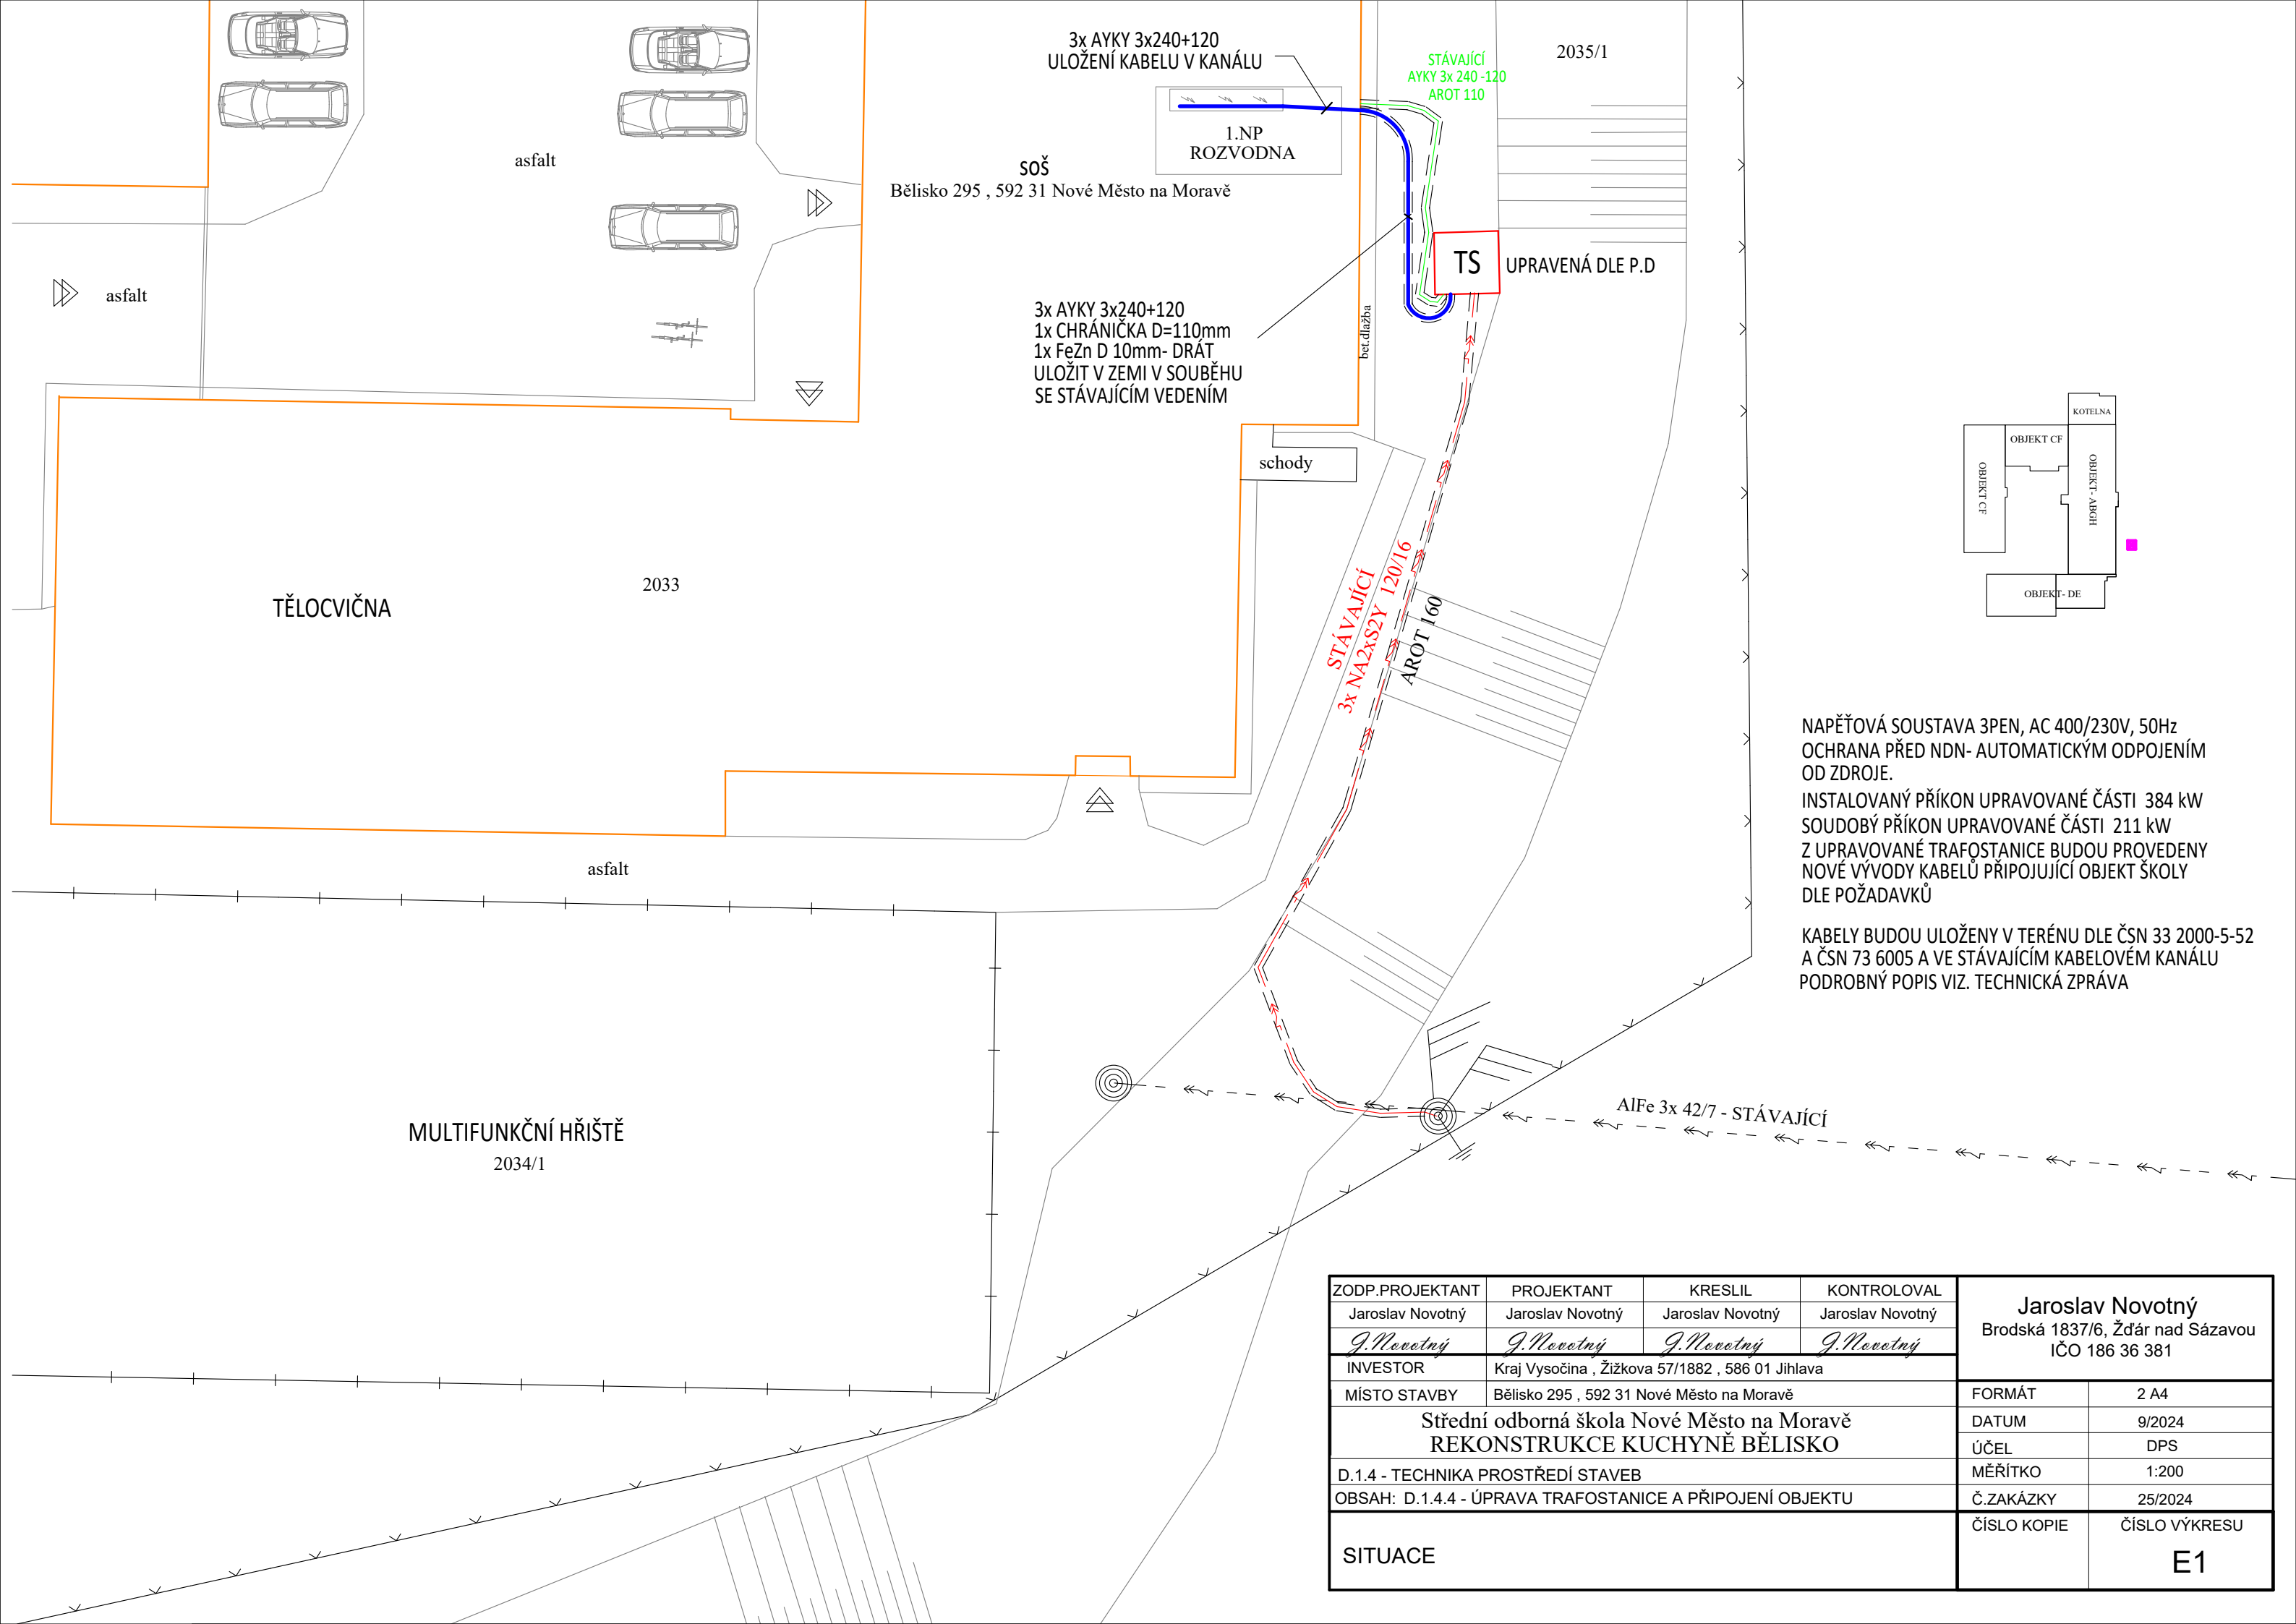 3x AYKY 3x240+120
ULOŽENÍ KABELU V KANÁLU
STÁVAJÍCÍ
AYKY 3x 240 -120
AROT 110
2035/1
1.NP
ROZVODNA
asfalt
SOŠ
Bělisko 295 , 592 31 Nové Město na Moravě
TS
UPRAVENÁ DLE P.D
asfalt
3x AYKY 3x240+120
1x CHRÁNIČKA D=110mm
1x FeZn D 10mm- DRÁT
ULOŽIT V ZEMI V SOUBĚHU
SE STÁVAJÍCÍM VEDENÍM
bet.dlažba
KOTELNA
OBJEKT CF
OBJEKT CF
OBJEKT- ABGH
OBJEKT- DE
schody
2033
TĚLOCVIČNA
STÁVAJÍCÍ
3x NA2xS2Y 120/16
AROT 160
NAPĚŤOVÁ SOUSTAVA 3PEN, AC 400/230V, 50Hz
OCHRANA PŘED NDN- AUTOMATICKÝM ODPOJENÍM
OD ZDROJE.
INSTALOVANÝ PŘÍKON UPRAVOVANÉ ČÁSTI 384 kW
SOUDOBÝ PŘÍKON UPRAVOVANÉ ČÁSTI 211 kW
Z UPRAVOVANÉ TRAFOSTANICE BUDOU PROVEDENY
NOVÉ VÝVODY KABELŮ PŘIPOJUJÍCÍ OBJEKT ŠKOLY
DLE POŽADAVKŮ
KABELY BUDOU ULOŽENY V TERÉNU DLE ČSN 33 2000-5-52
A ČSN 73 6005 A VE STÁVAJÍCÍM KABELOVÉM KANÁLU
PODROBNÝ POPIS VIZ. TECHNICKÁ ZPRÁVA
asfalt
AlFe 3x 42/7 - STÁVAJÍCÍ
MULTIFUNKČNÍ HŘIŠTĚ
2034/1
ZODP.PROJEKTANT PROJEKTANT KRESLIL KONTROLOVAL
Jaroslav Novotný Jaroslav Novotný Jaroslav Novotný Jaroslav Novotný
J.Novotný J.Novotný J.Novotný J.Novotný
Jaroslav Novotný
Brodská 1837/6, Žďár nad Sázavou
IČO 186 36 381
INVESTOR Kraj Vysočina , Žižkova 57/1882 , 586 01 Jihlava
MÍSTO STAVBY Bělisko 295 , 592 31 Nové Město na Moravě
Střední odborná škola Nové Město na Moravě
REKONSTRUKCE KUCHYNĚ BĚLISKO
D.1.4 - TECHNIKA PROSTŘEDÍ STAVEB
OBSAH: D.1.4.4 - ÚPRAVA TRAFOSTANICE A PŘIPOJENÍ OBJEKTU
FORMÁT 2 A4
DATUM 9/2024
ÚČEL DPS
MĚŘÍTKO 1:200
Č.ZAKÁZKY 25/2024
SITUACE
ČÍSLO KOPIE ČÍSLO VÝKRESU
E1